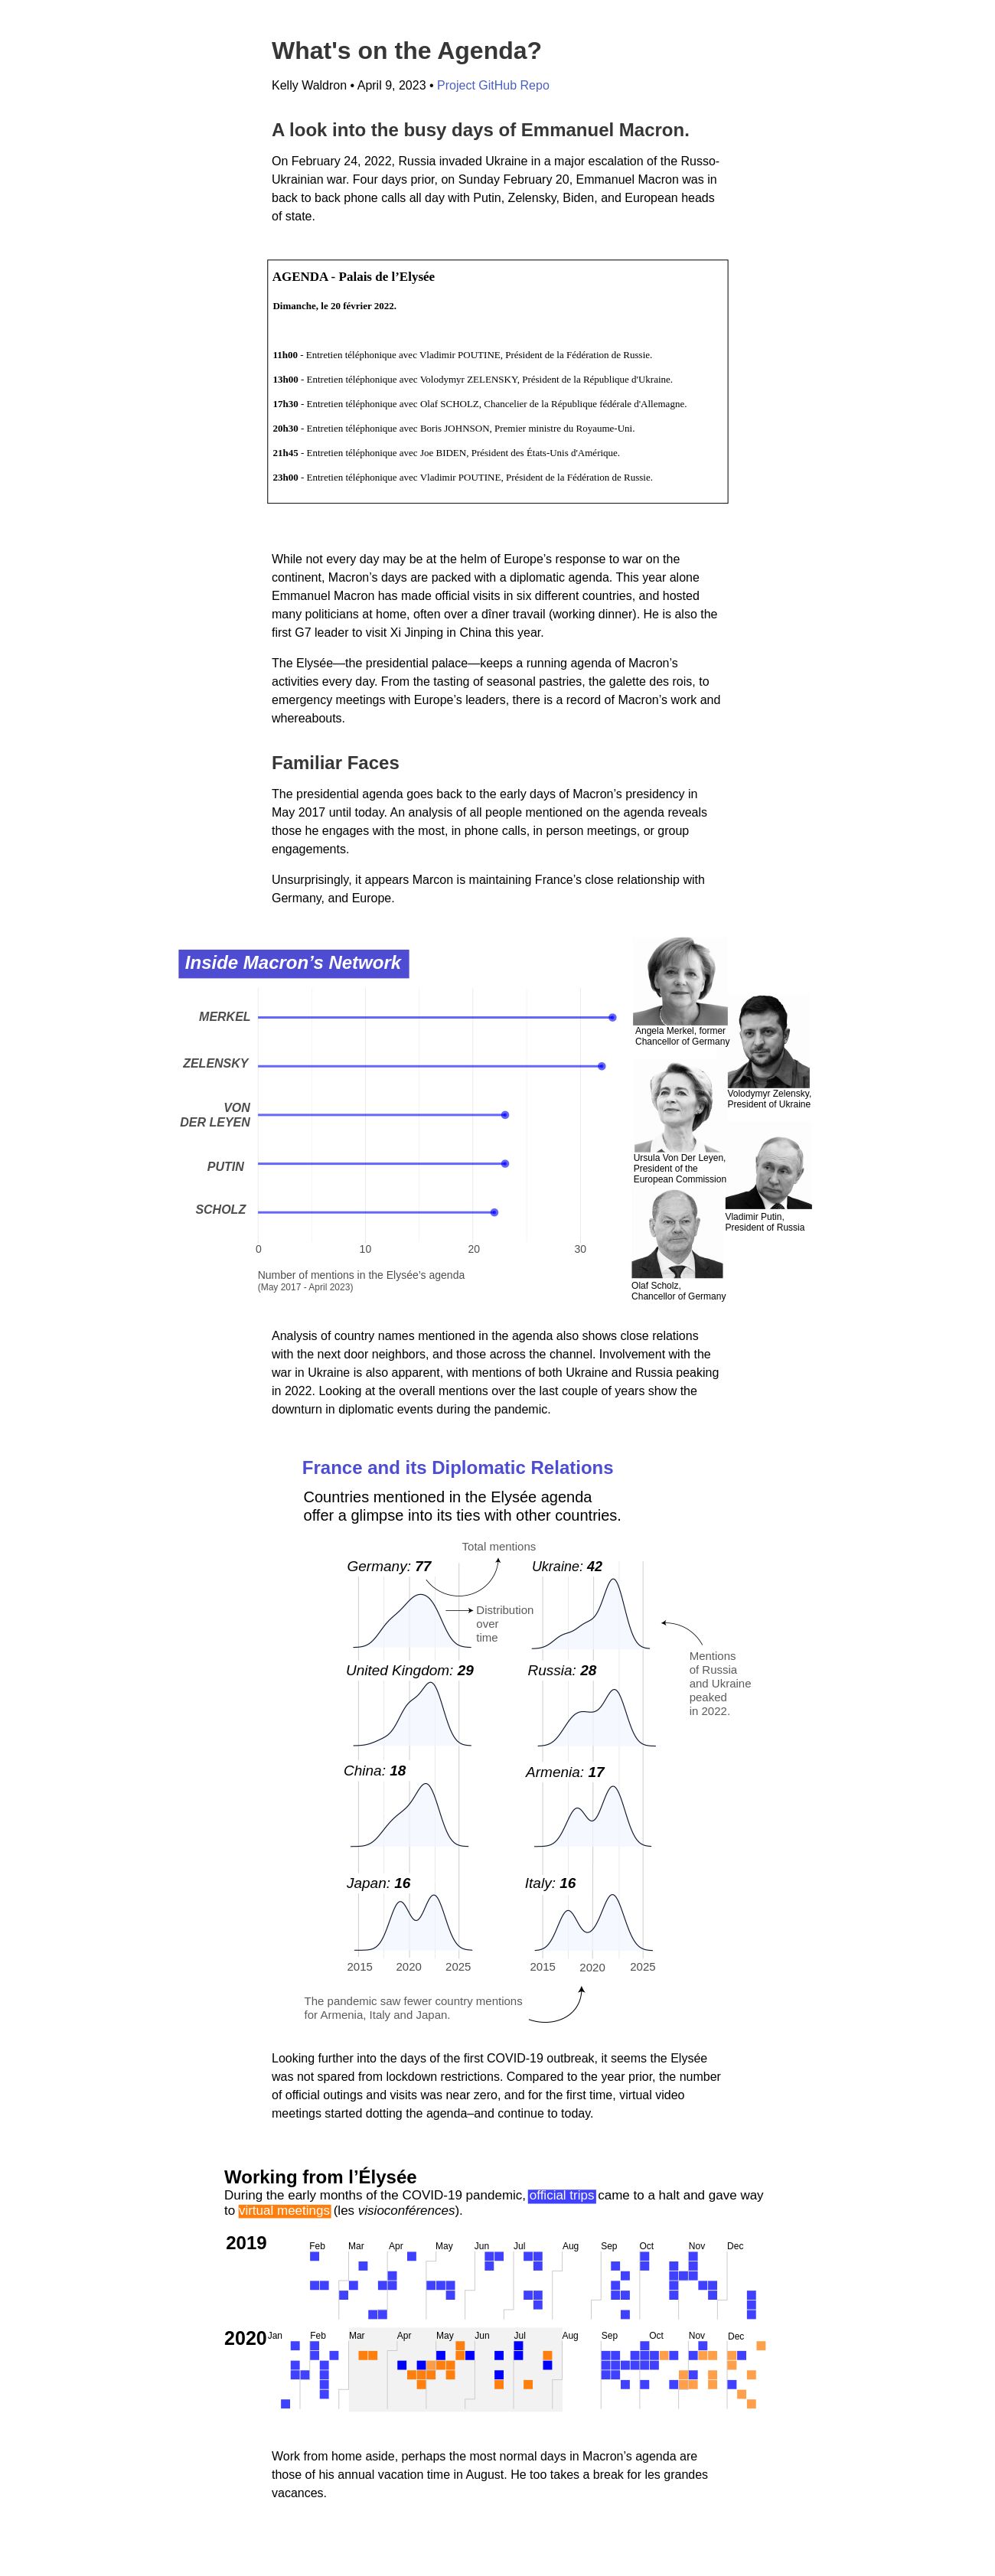 What's on the Agenda?
Kelly Waldron • April 9, 2023 • Project GitHub Repo
A look into the busy days of Emmanuel Macron.
On February 24, 2022, Russia invaded Ukraine in a major escalation of the Russo-
Ukrainian war. Four days prior, on Sunday February 20, Emmanuel Macron was in
back to back phone calls all day with Putin, Zelensky, Biden, and European heads
of state.
AGENDA - Palais de l’Elysée
Dimanche, le 20 février 2022.
11h00 - Entretien téléphonique avec Vladimir POUTINE, Président de la Fédération de Russie.
13h00 - Entretien téléphonique avec Volodymyr ZELENSKY, Président de la République d'Ukraine.
17h30 - Entretien téléphonique avec Olaf SCHOLZ, Chancelier de la République fédérale d'Allemagne.
20h30 - Entretien téléphonique avec Boris JOHNSON, Premier ministre du Royaume-Uni.
21h45 - Entretien téléphonique avec Joe BIDEN, Président des États-Unis d'Amérique.
23h00 - Entretien téléphonique avec Vladimir POUTINE, Président de la Fédération de Russie.
While not every day may be at the helm of Europe’s response to war on the
continent, Macron’s days are packed with a diplomatic agenda. This year alone
Emmanuel Macron has made official visits in six different countries, and hosted
many politicians at home, often over a dîner travail (working dinner). He is also the
first G7 leader to visit Xi Jinping in China this year.
The Elysée—the presidential palace—keeps a running agenda of Macron’s
activities every day. From the tasting of seasonal pastries, the galette des rois, to
emergency meetings with Europe’s leaders, there is a record of Macron’s work and
whereabouts.
Familiar Faces
The presidential agenda goes back to the early days of Macron’s presidency in
May 2017 until today. An analysis of all people mentioned on the agenda reveals
those he engages with the most, in phone calls, in person meetings, or group
engagements.
Unsurprisingly, it appears Marcon is maintaining France’s close relationship with
Germany, and Europe.
Inside Macron’s Network
MERKEL
ZELENSKY
VON
DER LEYEN
PUTIN
SCHOLZ
0 10 20 30
Number of mentions in the Elysée’s agenda
(May 2017 - April 2023)
Angela Merkel, former
Chancellor of Germany
Volodymyr Zelensky,
President of Ukraine
Ursula Von Der Leyen,
President of the
European Commission
Vladimir Putin,
President of Russia
Olaf Scholz,
Chancellor of Germany
Analysis of country names mentioned in the agenda also shows close relations
with the next door neighbors, and those across the channel. Involvement with the
war in Ukraine is also apparent, with mentions of both Ukraine and Russia peaking
in 2022. Looking at the overall mentions over the last couple of years show the
downturn in diplomatic events during the pandemic.
France and its Diplomatic Relations
Countries mentioned in the Elysée agenda
offer a glimpse into its ties with other countries.
Total mentions
Germany: 77
Ukraine: 42
Distribution
over
time
Mentions
of Russia
and Ukraine
peaked
in 2022.
United Kingdom: 29
Russia: 28
China: 18
Armenia: 17
Japan: 16
Italy: 16
2015 2020 2025
2015 2020 2025
The pandemic saw fewer country mentions
for Armenia, Italy and Japan.
Looking further into the days of the first COVID-19 outbreak, it seems the Elysée
was not spared from lockdown restrictions. Compared to the year prior, the number
of official outings and visits was near zero, and for the first time, virtual video
meetings started dotting the agenda–and continue to today.
Working from l’Élysée
During the early months of the COVID-19 pandemic, official trips came to a halt and gave way
to virtual meetings (les visioconférences).
2019
Feb Mar Apr May Jun Jul Aug Sep Oct Nov Dec
2020
Jan Feb Mar Apr May Jun Jul Aug Sep Oct Nov Dec
Work from home aside, perhaps the most normal days in Macron’s agenda are
those of his annual vacation time in August. He too takes a break for les grandes
vacances.